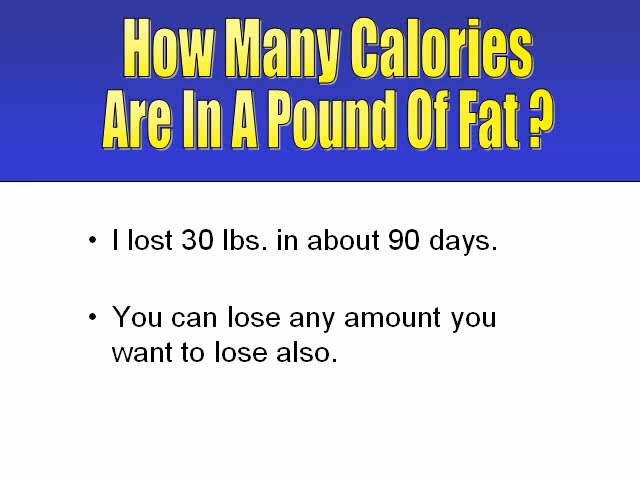 How Many Calories
Are In A Pound Of Fat ?
• I lost 30 lbs. in about 90 days.
• You can lose any amount you
want to lose also.